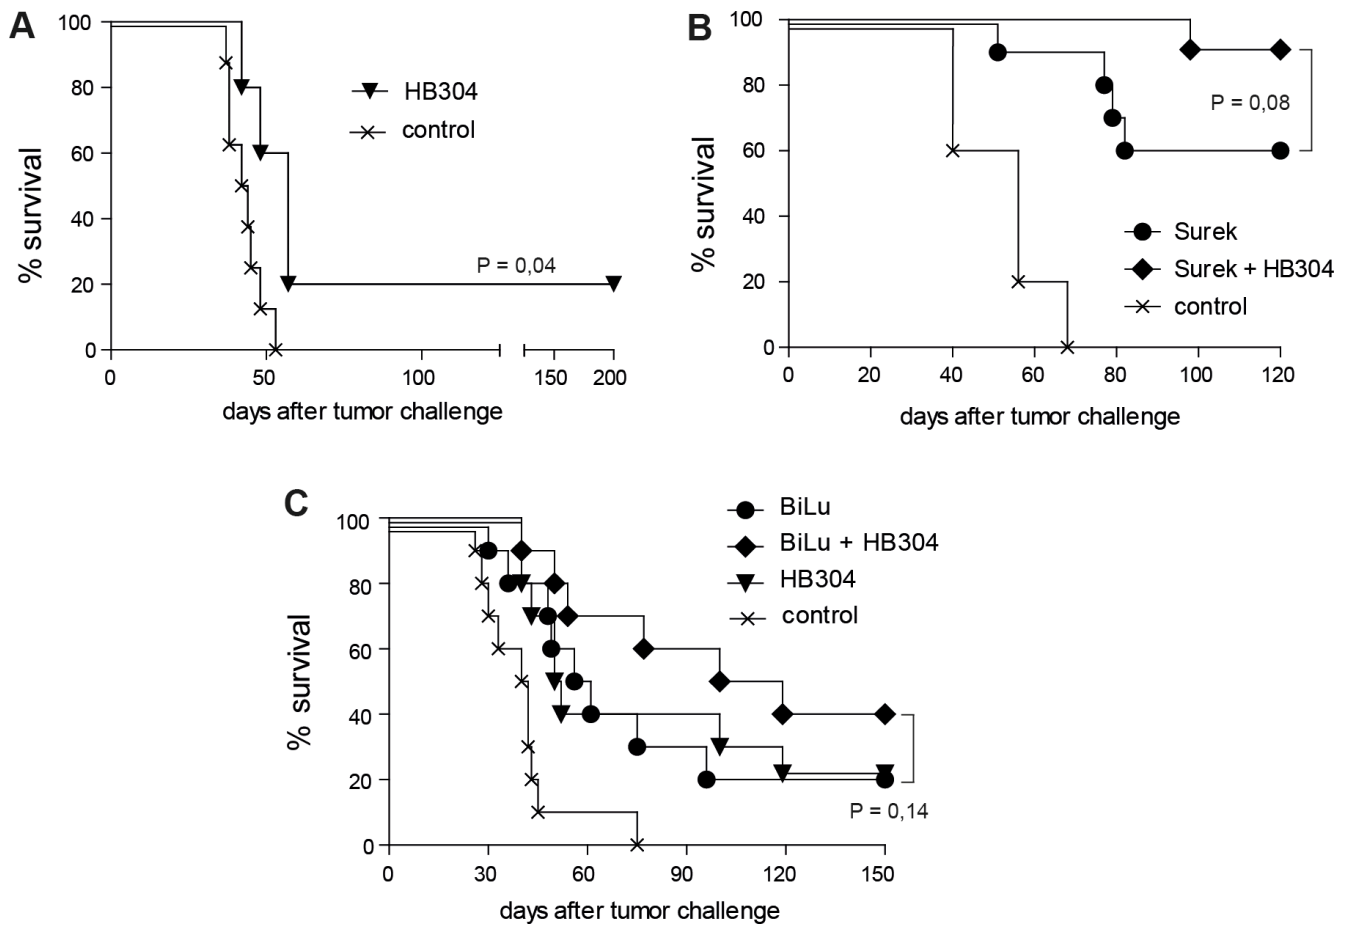 A
100
80
60
40
20
0
% survival
HB304
control
P = 0,04
0
50
100
150
200
days after tumor challenge
B
100
80
60
40
20
0
% survival
P = 0,08
Surek
Surek + HB304
control
0
20
40
60
80
100
120
days after tumor challenge
C
100
80
60
40
20
0
% survival
BiLu
BiLu + HB304
HB304
control
P = 0,14
0
30
60
90
120
150
days after tumor challenge